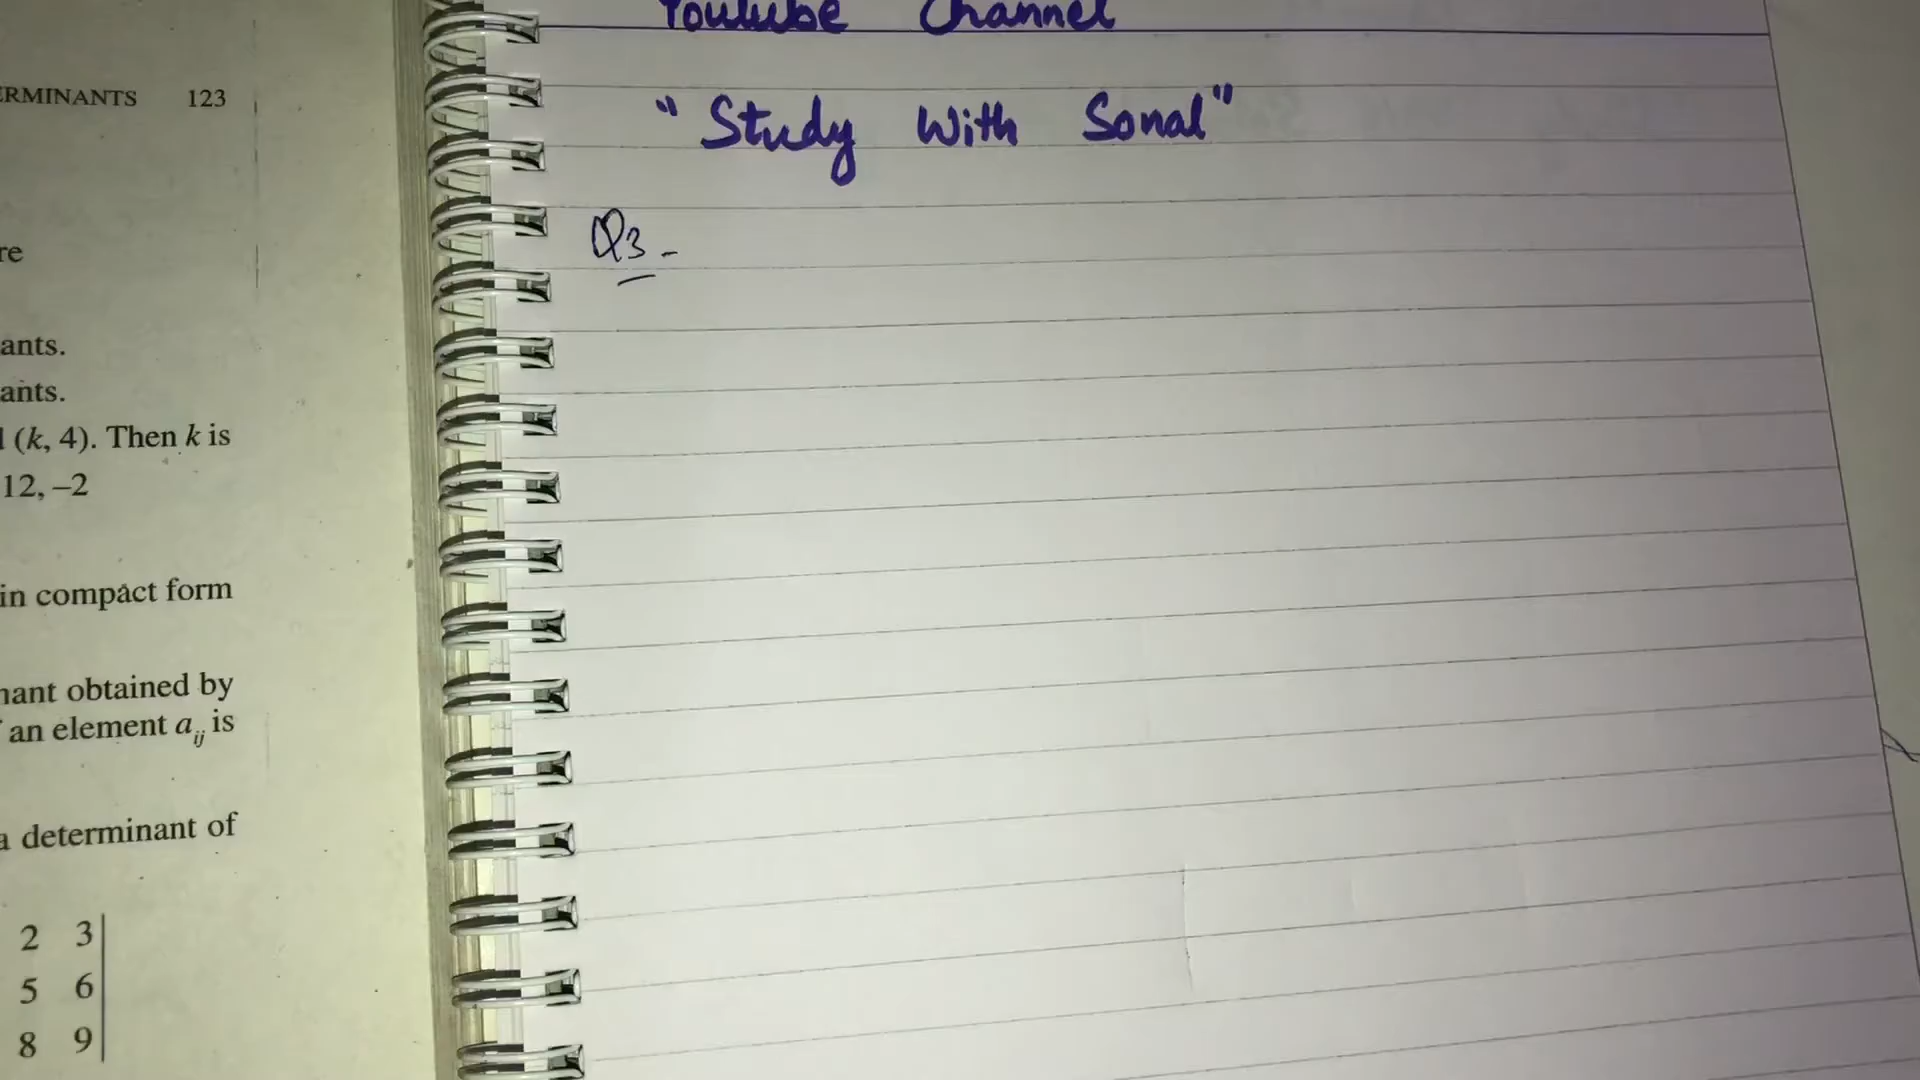 ERMINANTS 123
re
ants.
ants.
(k, 4). Then k is
12, –2
in compact form
nant obtained by
an element aij is
a determinant of
2 3
5 6
8 9
Youtube Channel
"Study With Sonal"
Q3 -